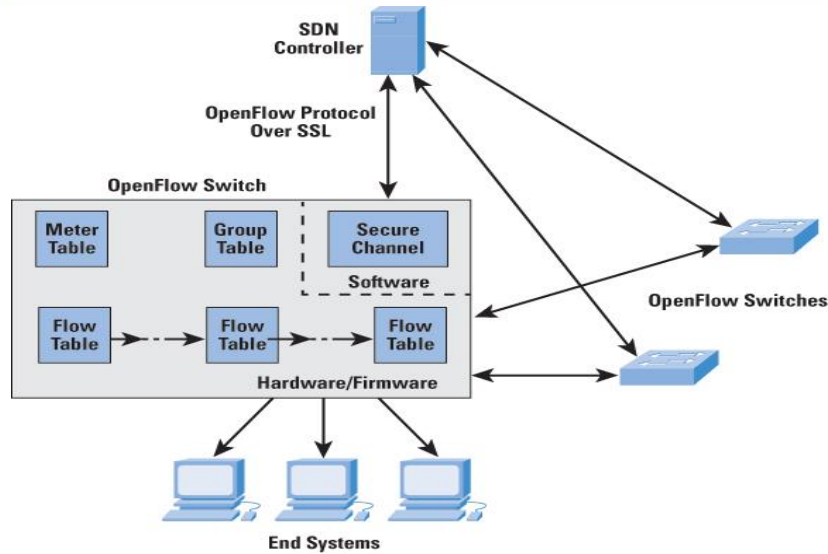 SDN
Controller
OpenFlow Protocol
Over SSL
OpenFlow Switch
Meter
Table
Group
Table
Secure
Channel
Software
OpenFlow Switches
Flow
Table
Flow
Table
Flow
Table
Hardware/Firmware
End Systems